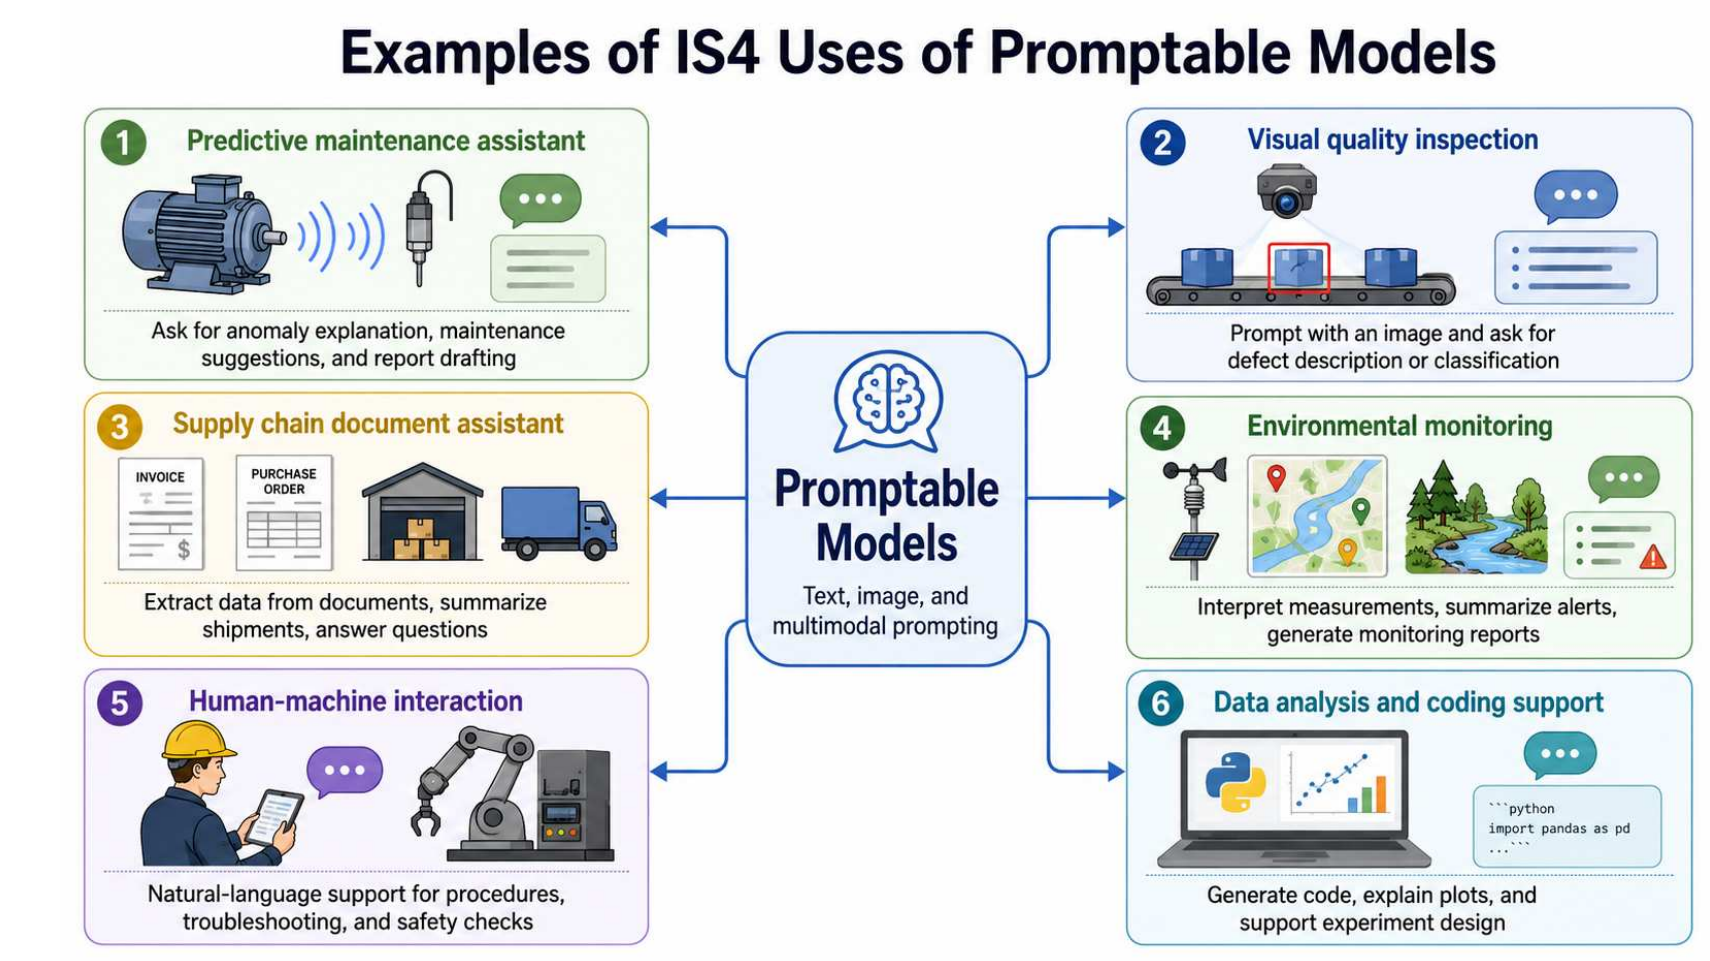 Examples of IS4 Uses of Promptable Models
1
Predictive maintenance assistant
Ask for anomaly explanation, maintenance
suggestions, and report drafting
2
Visual quality inspection
Prompt with an image and ask for
defect description or classification
3
Supply chain document assistant
INVOICE
$
PURCHASE
ORDER
Extract data from documents, summarize
shipments, answer questions
Promptable
Models
Text, image, and
multimodal prompting
4
Environmental monitoring
Interpret measurements, summarize alerts,
generate monitoring reports
5
Human-machine interaction
Natural-language support for procedures,
troubleshooting, and safety checks
6
Data analysis and coding support
```python
import pandas as pd
...```
Generate code, explain plots, and
support experiment design